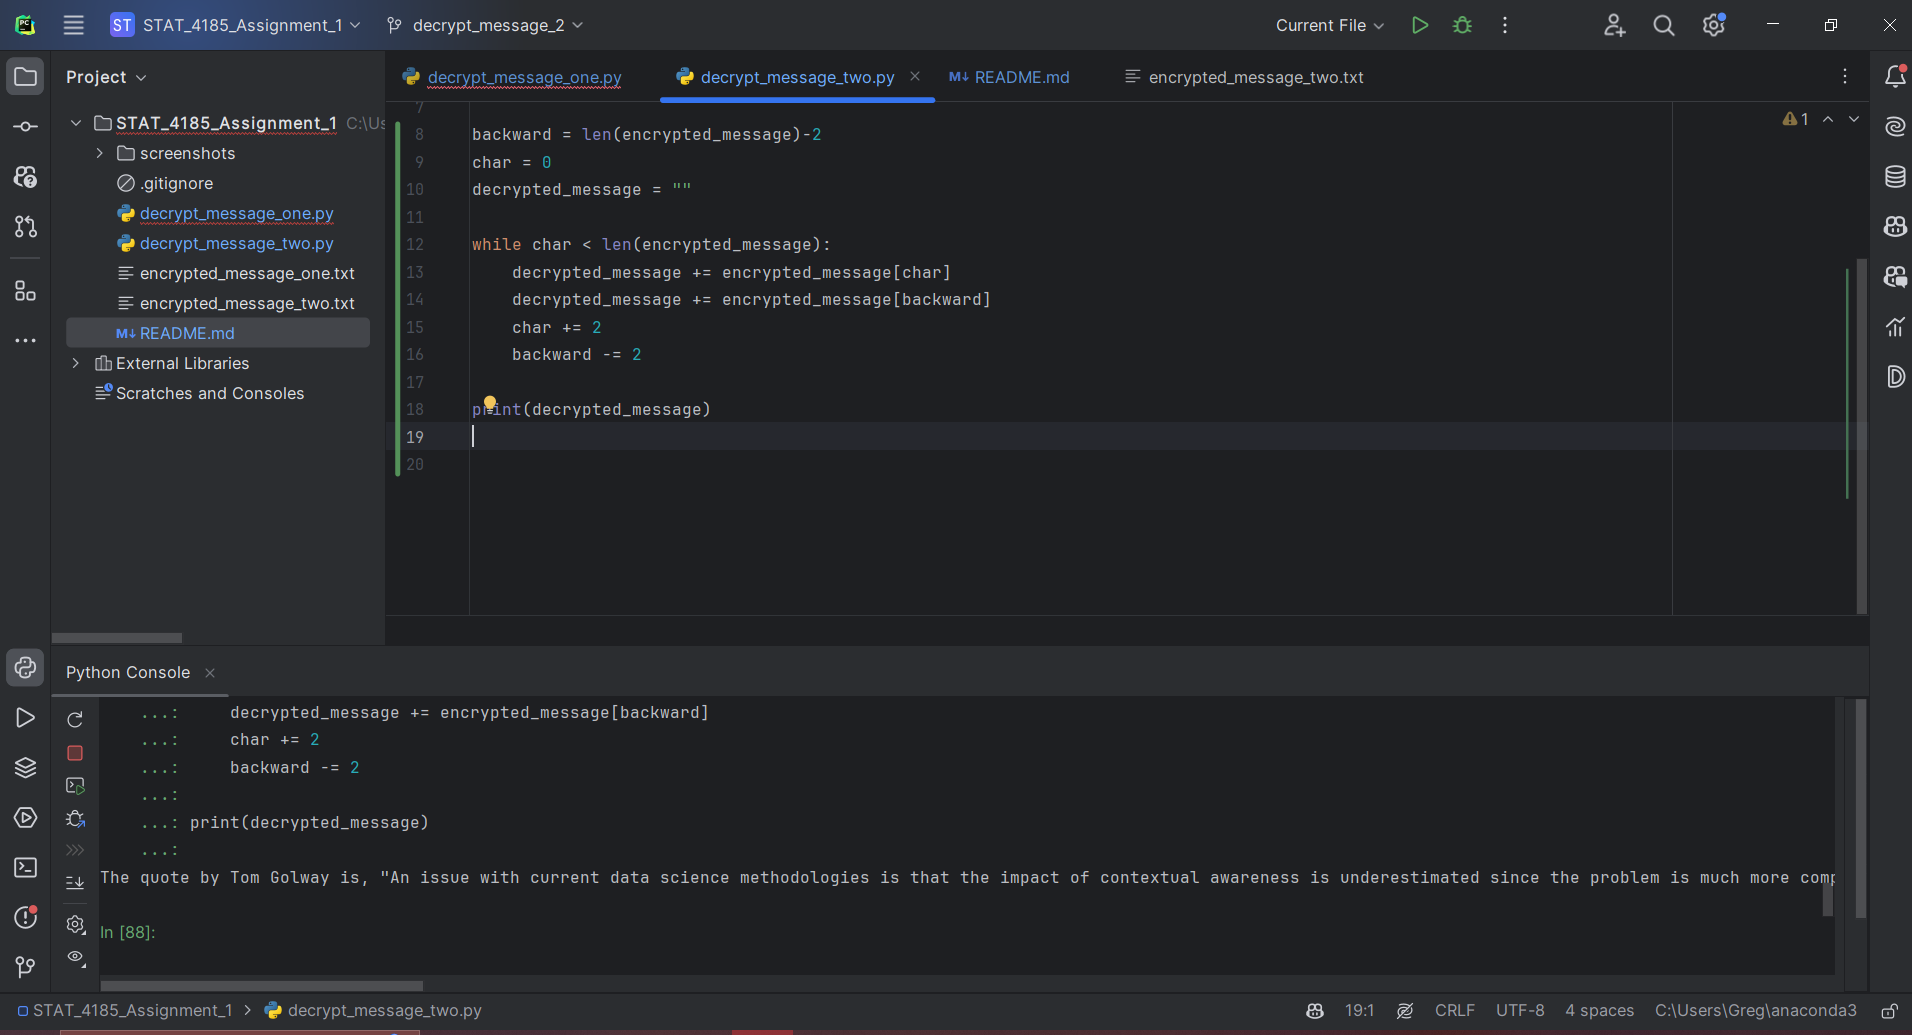 ST STAT_4185_Assignment_1 decrypt_message_2 Current File
Project
decrypt_message_one.py decrypt_message_two.py README.md encrypted_message_two.txt
STAT_4185_Assignment_1 C:\Us
screenshots
.gitignore
decrypt_message_one.py
decrypt_message_two.py
encrypted_message_one.txt
encrypted_message_two.txt
README.md
External Libraries
Scratches and Consoles
7
8 backward = len(encrypted_message)-2
9 char = 0
10 decrypted_message = ""
11
12 while char < len(encrypted_message):
13 decrypted_message += encrypted_message[char]
14 decrypted_message += encrypted_message[backward]
15 char += 2
16 backward -= 2
17
18 print(decrypted_message)
19
20
1
Python Console
...: decrypted_message += encrypted_message[backward]
...: char += 2
...: backward -= 2
...:
...: print(decrypted_message)
...:
The quote by Tom Golway is, "An issue with current data science methodologies is that the impact of contextual awareness is underestimated since the problem is much more comp
In [88]:
STAT_4185_Assignment_1 > decrypt_message_two.py 19:1 CRLF UTF-8 4 spaces C:\Users\Greg\anaconda3